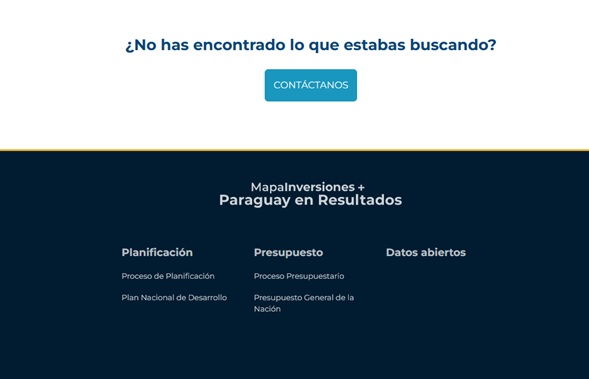 ¿No has encontrado lo que estabas buscando?
CONTÁCTANOS
MapaInversiones +
Paraguay en Resultados
Planificación
Proceso de Planificación
Plan Nacional de Desarrollo
Presupuesto
Proceso Presupuestario
Presupuesto General de la
Nación
Datos abiertos